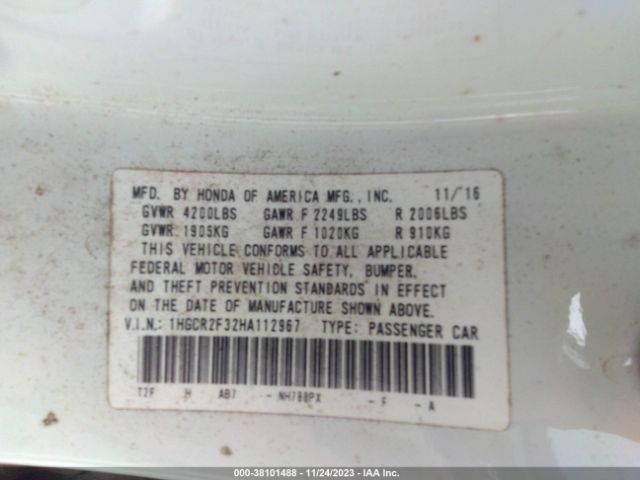 MFD. BY HONDA OF AMERICA MFG., INC. 11/'16
GVWR 4200LBS GAWR F 2249LBS R 2006LBS
GVWR 1905KG GAWR F 1020KG R 910KG
THIS VEHICLE CONFORMS TO ALL APPLICABLE
FEDERAL MOTOR VEHICLE SAFETY, BUMPER,
AND THEFT PREVENTION STANDARDS IN EFFECT
ON THE DATE OF MANUFACTURE SHOWN ABOVE.
V.I.N.: 1HGCR2F32HA112967 TYPE: PASSENGER CAR
T2F H AB7 - NH788PX - F - A
000-38101488 - 11/24/2023 - IAA Inc.